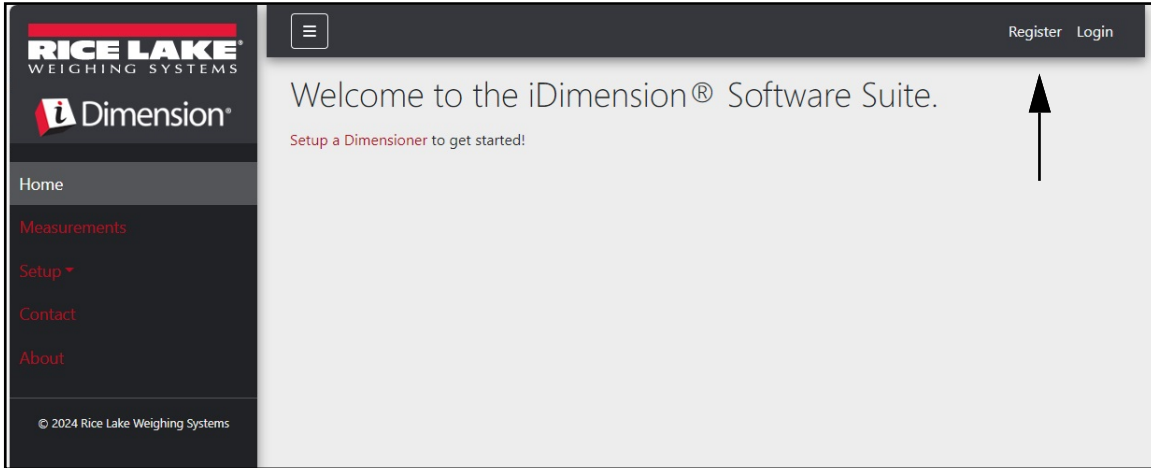 RICE LAKE®
WEIGHING SYSTEMS
i Dimension®
Home
Measurements
Setup
Contact
About
© 2024 Rice Lake Weighing Systems
Register Login
Welcome to the iDimension® Software Suite.
Setup a Dimensioner to get started!